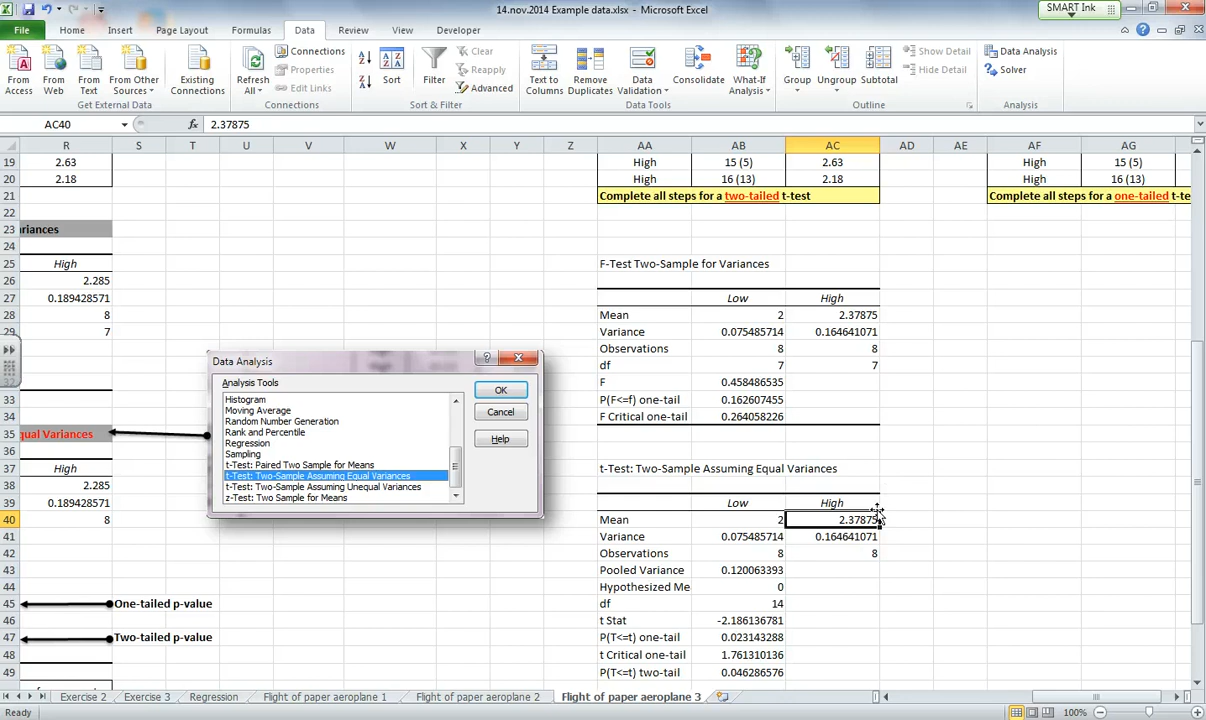 14.nov.2014 Example data.xlsx - Microsoft Excel
SMART Ink
File Home Insert Page Layout Formulas Data Review View Developer
From Access
From Web
From Text
From Other Sources
Existing Connections
Get External Data
Refresh All
Connections
Properties
Edit Links
Connections
Sort
Filter
Clear
Reapply
Advanced
Sort & Filter
Text to Columns
Remove Duplicates
Data Validation
Consolidate
What-If Analysis
Data Tools
Group
Ungroup
Subtotal
Show Detail
Hide Detail
Outline
Data Analysis
Solver
Analysis
AC40 fx 2.37875
R S T U V W X Y Z AA AB AC AD AE AF AG AH
19 2.63 High 15 (5) 2.63 High 15 (5)
20 2.18 High 16 (13) 2.18 High 16 (13)
21 Complete all steps for a two-tailed t-test Complete all steps for a one-tailed t-te
22
23 riances
24
25 High F-Test Two-Sample for Variances
26 2.285
27 0.189428571 Low High
28 8 Mean 2 2.37875
29 7 Variance 0.075485714 0.164641071
Observations 8 8
df 7 7
32 F 0.458486535
33 P(F<=f) one-tail 0.162607455
34 F Critical one-tail 0.264058226
35 qual Variances
36
37 High t-Test: Two-Sample Assuming Equal Variances
38 2.285
39 0.189428571 Low High
40 8 Mean 2 2.37875
41 Variance 0.075485714 0.164641071
42 Observations 8 8
43 Pooled Variance 0.120063393
44 Hypothesized Me 0
45 One-tailed p-value df 14
46 t Stat -2.186136781
47 Two-tailed p-value P(T<=t) one-tail 0.023143288
48 t Critical one-tail 1.761310136
49 P(T<=t) two-tail 0.046286576
Data Analysis
Analysis Tools
Histogram
Moving Average
Random Number Generation
Rank and Percentile
Regression
Sampling
t-Test: Paired Two Sample for Means
t-Test: Two-Sample Assuming Equal Variances
t-Test: Two-Sample Assuming Unequal Variances
z-Test: Two Sample for Means
OK
Cancel
Help
Exercise 2 Exercise 3 Regression Flight of paper aeroplane 1 Flight of paper aeroplane 2 Flight of paper aeroplane 3
Ready 100%